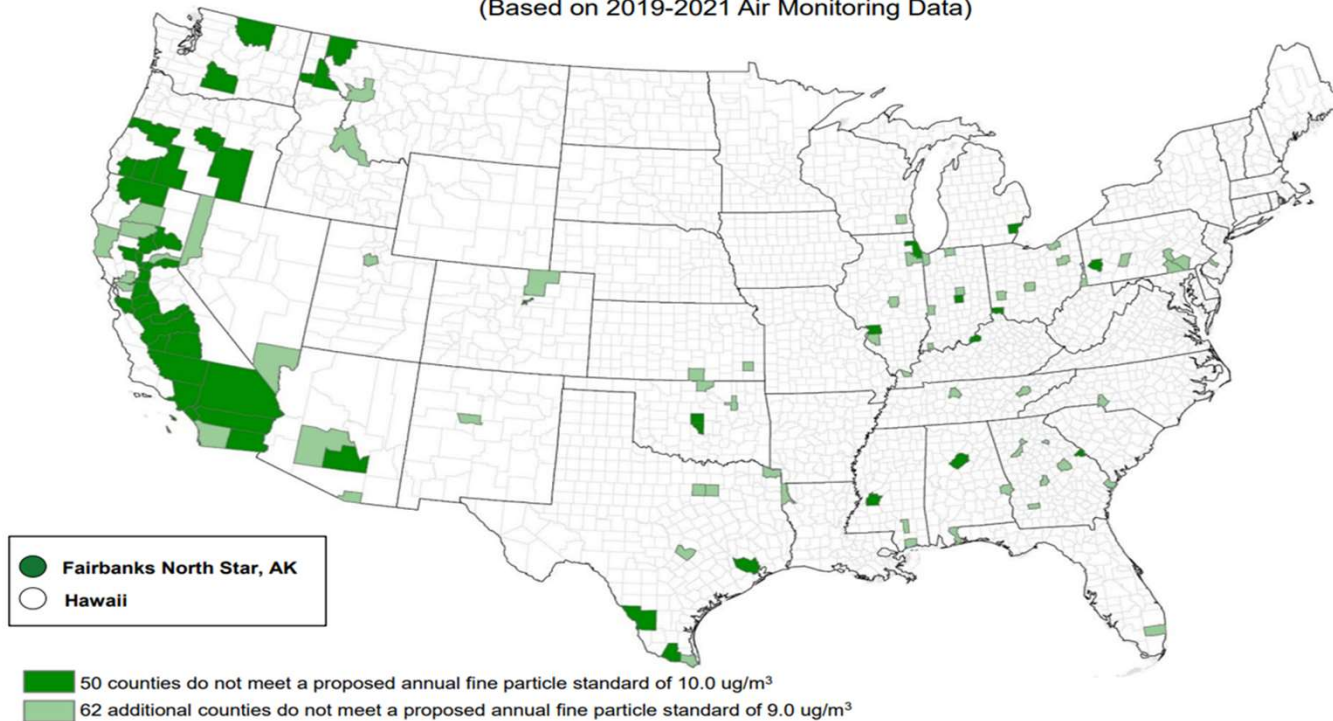 (Based on 2019-2021 Air Monitoring Data)
Fairbanks North Star, AK
Hawaii
50 counties do not meet a proposed annual fine particle standard of 10.0 ug/m³
62 additional counties do not meet a proposed annual fine particle standard of 9.0 ug/m³